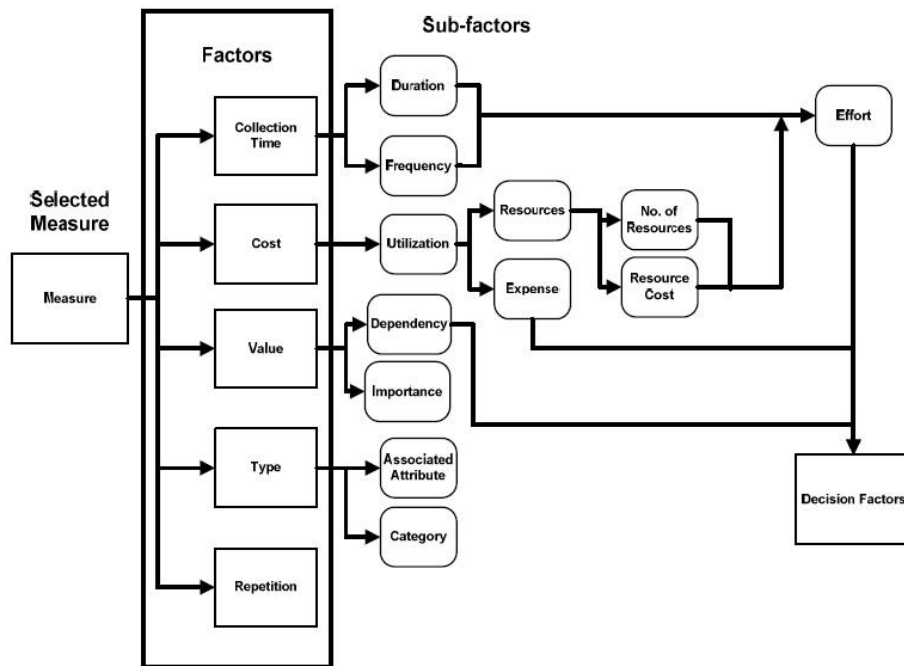 Sub-factors
Factors
Selected
Measure
Measure
Collection
Time
Cost
Value
Type
Repetition
Duration
Frequency
Utilization
Resources
Expense
No. of
Resources
Resource
Cost
Dependency
Importance
Associated
Attribute
Category
Effort
Decision Factors